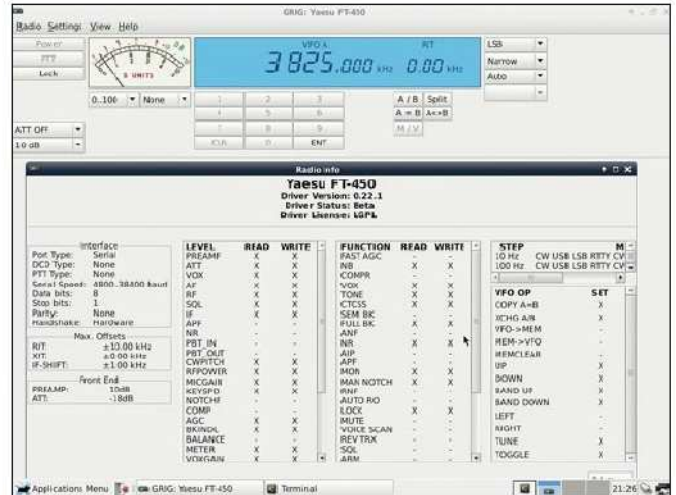 GRIG: Yaesu FT-450
Radio Settings View Help
Power
PTT
Lock
S UNITS
VFO A
RIT
3825.000 kHz 0.00 kHz
LSB
Narrow
Auto
0..100 None
1 2 3
4 5 6
7 8 9
CLR 0 ENT
A / B Split
A = B A<>B
M / V
ATT OFF
10 dB
Radio Info
Yaesu FT-450
Driver Version: 0.22.1
Driver Status: Beta
Driver License: LGPL
Interface
Port Type: Serial
DCD Type: None
PTT Type: None
Serial Speed: 4800..38400 baud
Data bits: 8
Stop bits: 1
Parity: None
Handshake: Hardware
Max. Offsets
RIT: ±10.00 kHz
XIT: ±0.00 kHz
IF-SHIFT: ±1.00 kHz
Front End
PREAMP: 10dB
ATT: -18dB
LEVEL READ WRITE
PREAMP X X
ATT X X
VOX X X
AF X X
RF X X
SQL X X
IF X X
APF - -
NR - -
PBT_IN - -
PBT_OUT - -
CWPITCH X X
RFPOWER X X
MICGAIN X X
KEYSPD X X
NOTCHF - -
COMP - -
AGC X X
BKINDL X X
BALANCE - -
METER X X
VOXGAIN X X
FUNCTION READ WRITE
FAST AGC - -
NB X X
COMPR - -
VOX X X
TONE X X
CTCSS X X
SEM BK - -
FULL BK X X
ANF - -
NR X X
AIP - -
APF - -
MON X X
MAN NOTCH X X
RNF - -
AUTO R/O - -
LOCK X X
MUTE - -
VOICE SCAN - -
REV TRX - -
SQL - -
ABM - -
STEP M
10 Hz CW USB LSB RTTY CW
100 Hz CW USB LSB RTTY CW
VFO OP SET
COPY A=B X
XCHG A/B X
VFO->MEM -
MEM->VFO -
MEMCLEAR -
UP X
DOWN X
BAND UP X
BAND DOWN X
LEFT -
RIGHT -
TUNE X
TOGGLE X
Applications Menu GRIG: Yaesu FT-450 Terminal 21:26